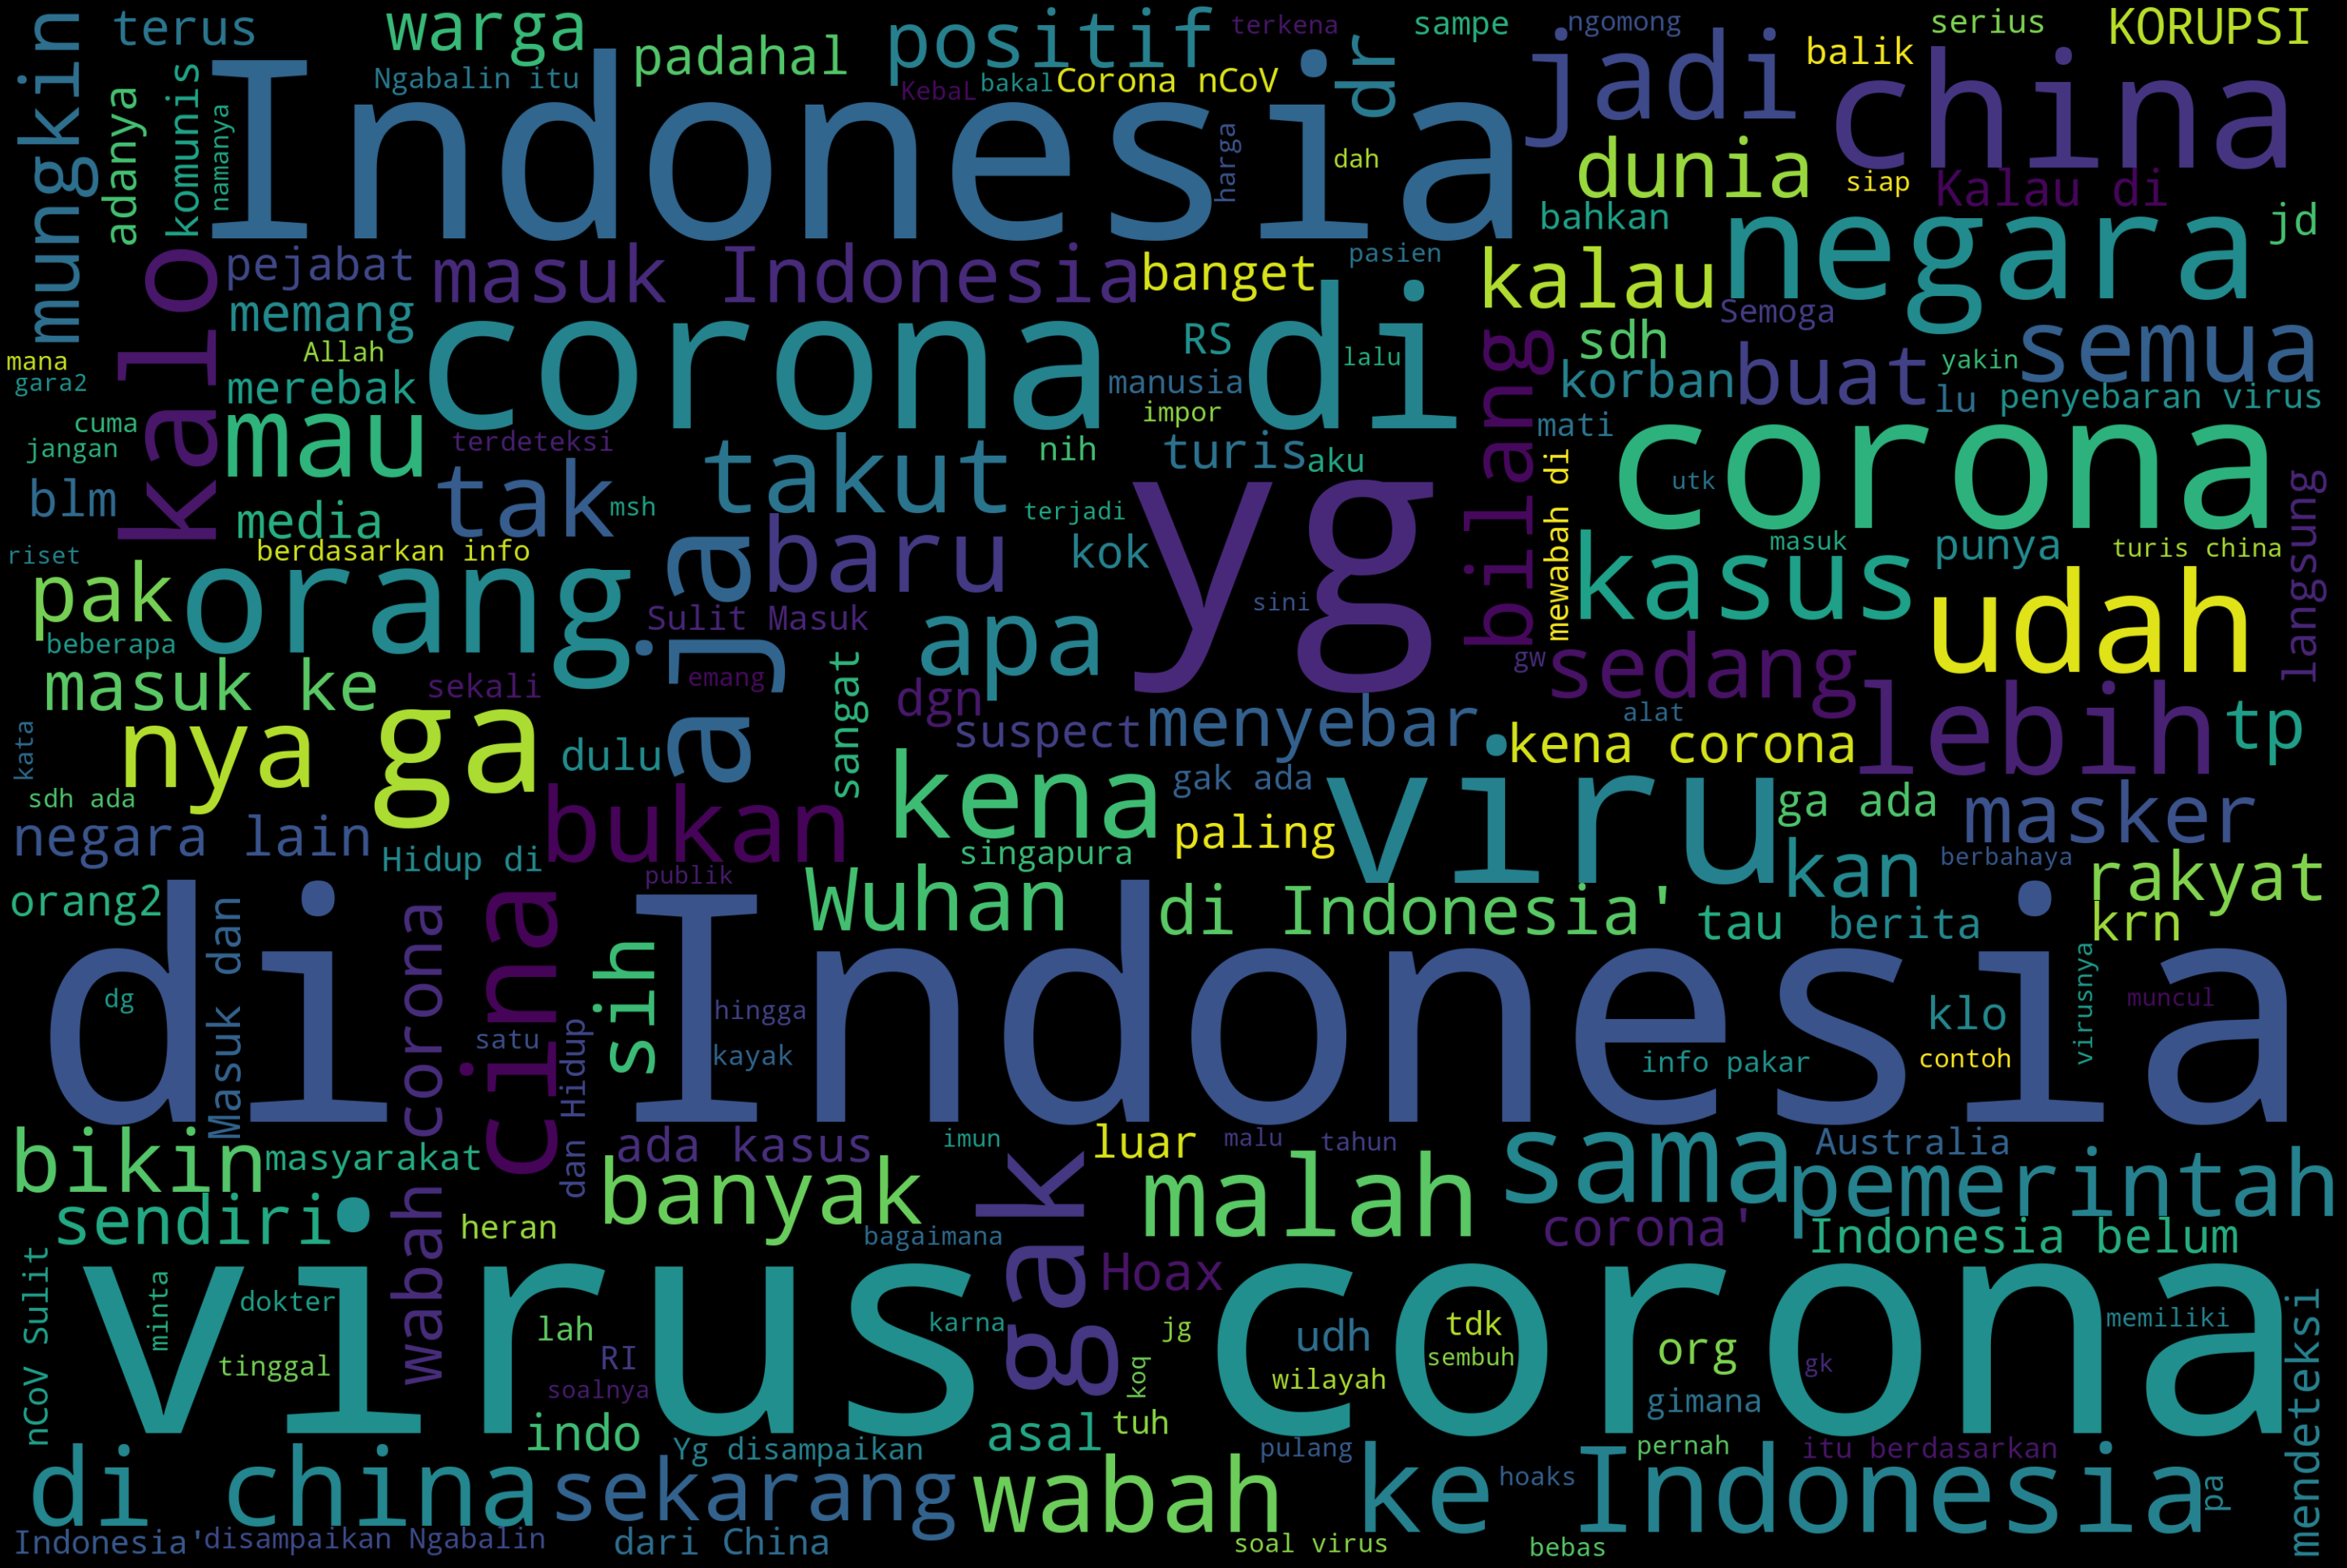 terus
warga
positif
terkena
sampe
ngomong
serius
KORUPSI
mungkin
Ngabalin itu
padahal
KebaL
bakal
Corona nCoV
dr
jadi
balik
china
adanya
komunis
namanya
Indonesia
harga
dah
dunia
siap
Kalau di
bahkan
negara
jd
kalo
pejabat
masuk Indonesia
banget
pasien
kalau
Semoga
memang
corona di
RS
lalu
bilang
sdh
semua
mana
Allah
gara2
merebak
manusia
impor
korban
buat
yakin
lu
penyebaran virus
cuma
jangan
mau
terdeteksi
takut
nih
turis
aku
mati
corona
utk
blm
media
tak
msh
aja
baru
yg
terjadi
mewabah di
langsung
riset
berdasarkan info
kok
kasus
masuk
punya
turis china
pak
orang
Sulit Masuk
apa
sini
udah
beberapa
masuk ke
sekali
emang
sangat
dgn
gw
sedang
kata
nya ga
dulu
suspect
menyebar
alat
kena corona
lebih
tp
sdh ada
bukan
kena
gak ada
viru
ga ada
masker
negara lain
Hidup di
singapura
paling
kan
berbahaya
orang2
publik
Wuhan
di Indonesia'
tau
berita
rakyat
krn
di
dg
Masuk dan
wabah corona
cina
sih
Indonesia
hingga
satu
kayak
dan Hidup
klo
info pakar
contoh
virusnya
muncul
bikin
masyarakat
ada kasus
imun
luar
malu
tahun
sama
Australia
pemerintah
sendiri
heran
banyak
bagaimana
gak
malah
Hoax
corona'
Indonesia belum
nCoV Sulit
minta
dokter
virus
lah
karna
jg
corona
udh
tdk
org
memiliki
mendeteksi
tinggal
RI
soalnya
koq
wilayah
sembuh
gk
gimana
indo
Yg disampaikan
asal
tuh
pulang
pernah
itu berdasarkan
di china
sekarang
wabah
ke Indonesia
hoaks
pa
Indonesia'
disampaikan Ngabalin
dari China
soal virus
bebas